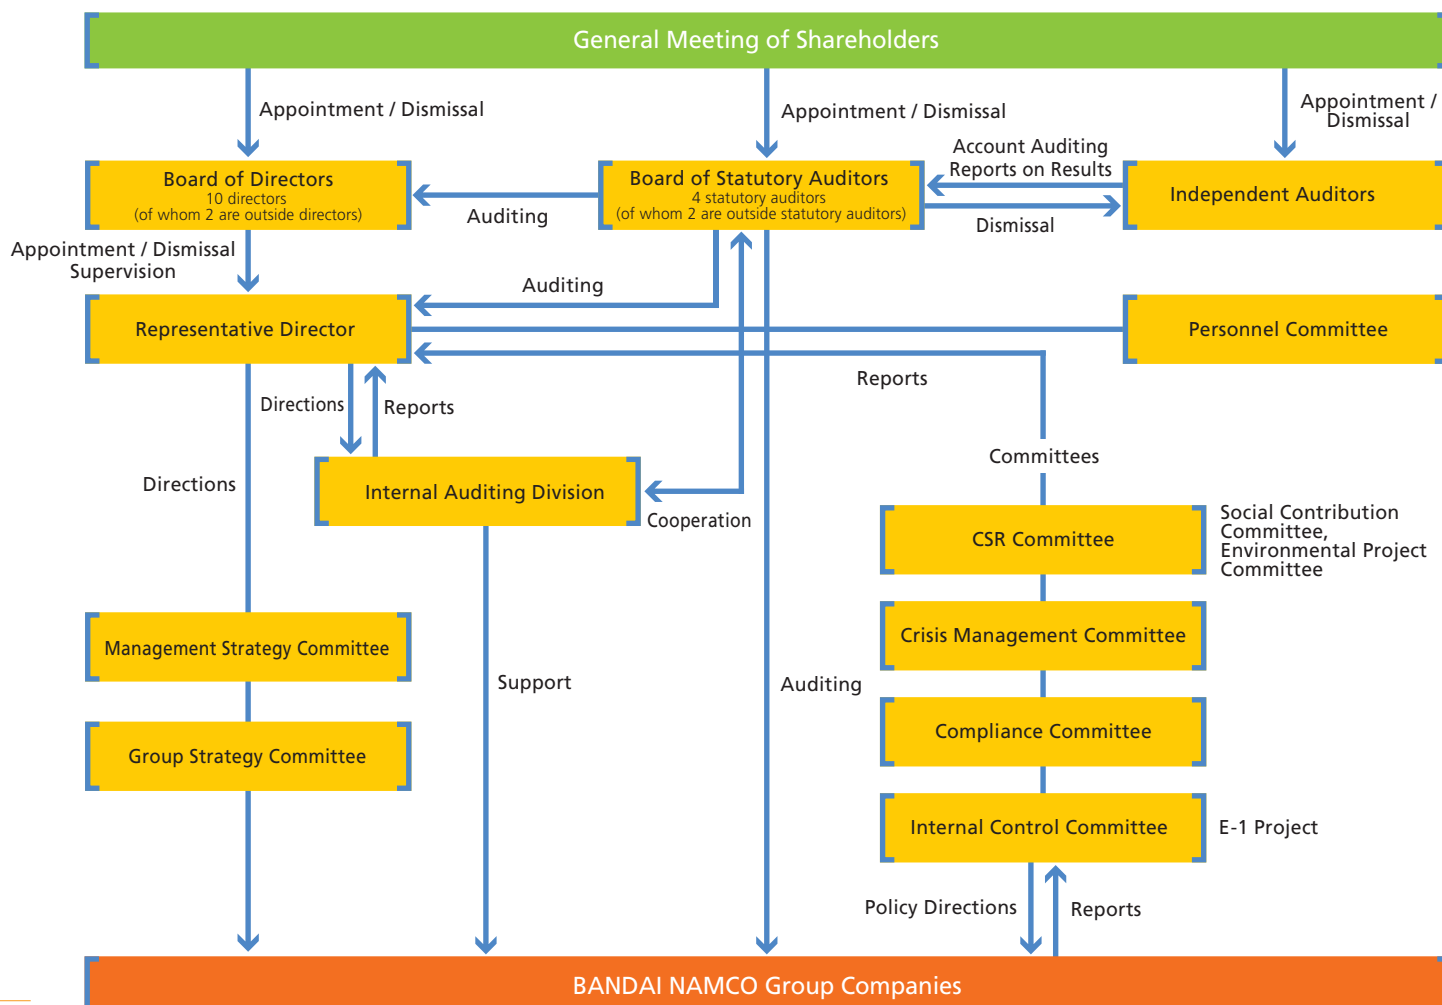 General Meeting of Shareholders
Appointment / Dismissal
Appointment / Dismissal
Appointment /
Dismissal
Board of Directors
10 directors
(of whom 2 are outside directors)
Auditing
Board of Statutory Auditors
4 statutory auditors
(of whom 2 are outside statutory auditors)
Account Auditing
Reports on Results
Dismissal
Independent Auditors
Appointment / Dismissal
Supervision
Auditing
Representative Director
Personnel Committee
Reports
Directions
Reports
Directions
Internal Auditing Division
Cooperation
Committees
CSR Committee
Social Contribution
Committee,
Environmental Project
Committee
Management Strategy Committee
Crisis Management Committee
Support
Auditing
Group Strategy Committee
Compliance Committee
Internal Control Committee
E-1 Project
Policy Directions
Reports
BANDAI NAMCO Group Companies